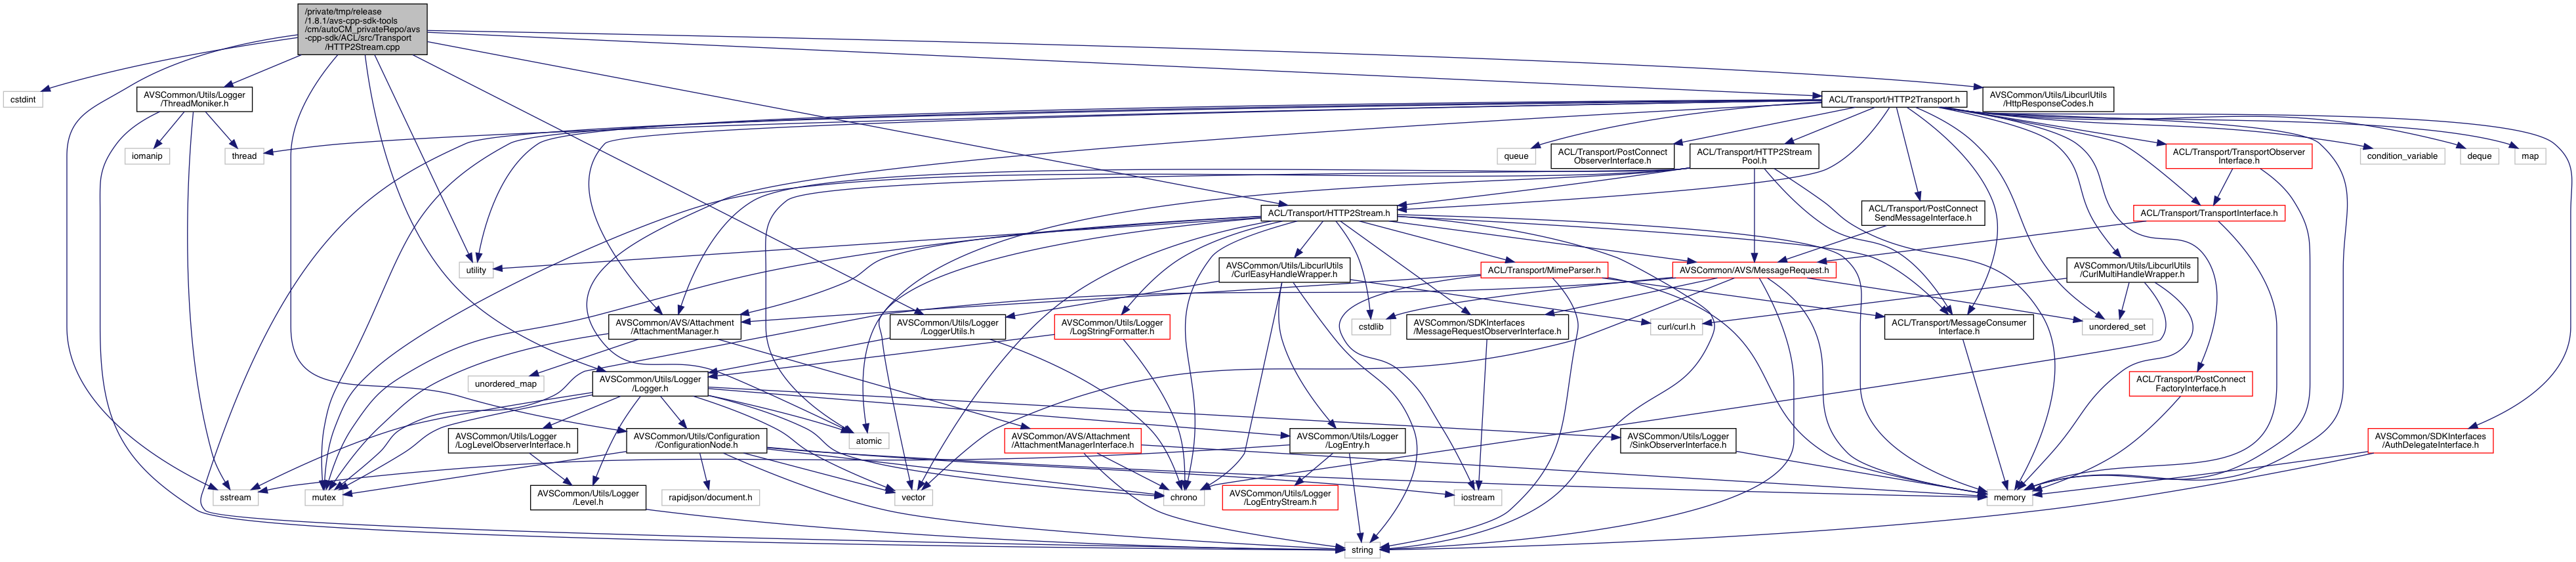 /private/tmp/release
/1.8.1/avs-cpp-sdk-tools
/cm/autoCM_privateRepo/avs
-cpp-sdk/ACL/src/Transport
/HTTP2Stream.cpp
cstdint
AVSCommon/Utils/Logger
/ThreadMoniker.h
ACL/Transport/HTTP2Transport.h
AVSCommon/Utils/LibcurlUtils
/HttpResponseCodes.h
iomanip
thread
queue
ACL/Transport/PostConnect
ObserverInterface.h
ACL/Transport/HTTP2Stream
Pool.h
ACL/Transport/TransportObserver
Interface.h
condition_variable
deque
map
ACL/Transport/HTTP2Stream.h
ACL/Transport/PostConnect
SendMessageInterface.h
ACL/Transport/TransportInterface.h
utility
AVSCommon/Utils/LibcurlUtils
/CurlEasyHandleWrapper.h
ACL/Transport/MimeParser.h
AVSCommon/AVS/MessageRequest.h
AVSCommon/Utils/LibcurlUtils
/CurlMultiHandleWrapper.h
AVSCommon/AVS/Attachment
/AttachmentManager.h
AVSCommon/Utils/Logger
/LoggerUtils.h
AVSCommon/Utils/Logger
/LogStringFormatter.h
cstdlib
AVSCommon/SDKInterfaces
/MessageRequestObserverInterface.h
curl/curl.h
ACL/Transport/MessageConsumer
Interface.h
unordered_set
unordered_map
AVSCommon/Utils/Logger
/Logger.h
ACL/Transport/PostConnect
FactoryInterface.h
AVSCommon/Utils/Logger
/LogLevelObserverInterface.h
AVSCommon/Utils/Configuration
/ConfigurationNode.h
atomic
AVSCommon/AVS/Attachment
/AttachmentManagerInterface.h
AVSCommon/Utils/Logger
/LogEntry.h
AVSCommon/Utils/Logger
/SinkObserverInterface.h
AVSCommon/SDKInterfaces
/AuthDelegateInterface.h
sstream
mutex
AVSCommon/Utils/Logger
/Level.h
rapidjson/document.h
vector
chrono
AVSCommon/Utils/Logger
/LogEntryStream.h
iostream
memory
string